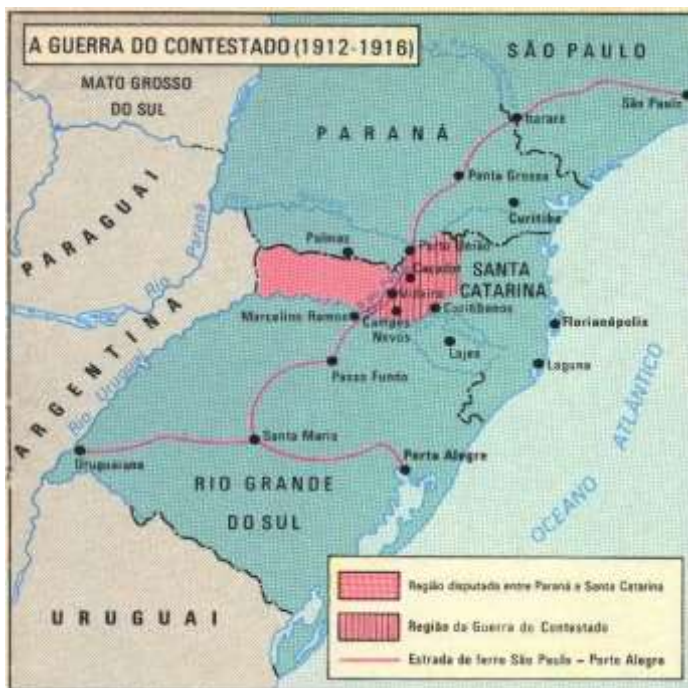 A GUERRA DO CONTESTADO (1912-1916)
SÃO PAULO
MATO GROSSO
DO SUL
São Paulo
Itararé
PARANÁ
Ponta Grossa
PARAGUAI
Rio Paraná
Curitiba
Palmas
Porto União
Caçador
SANTA
CATARINA
Videira
Marcelino Ramos
Campos
Novos
Curitibanos
Florianópolis
ARGENTINA
Rio Uruguai
Lajes
Laguna
Passo Fundo
OCEANO ATLÂNTICO
Santa Maria
Uruguaiana
Porto Alegre
RIO GRANDE
DO SUL
URUGUAI
Região disputada entre Paraná e Santa Catarina
Região da Guerra do Contestado
Estrada de ferro São Paulo – Porto Alegre